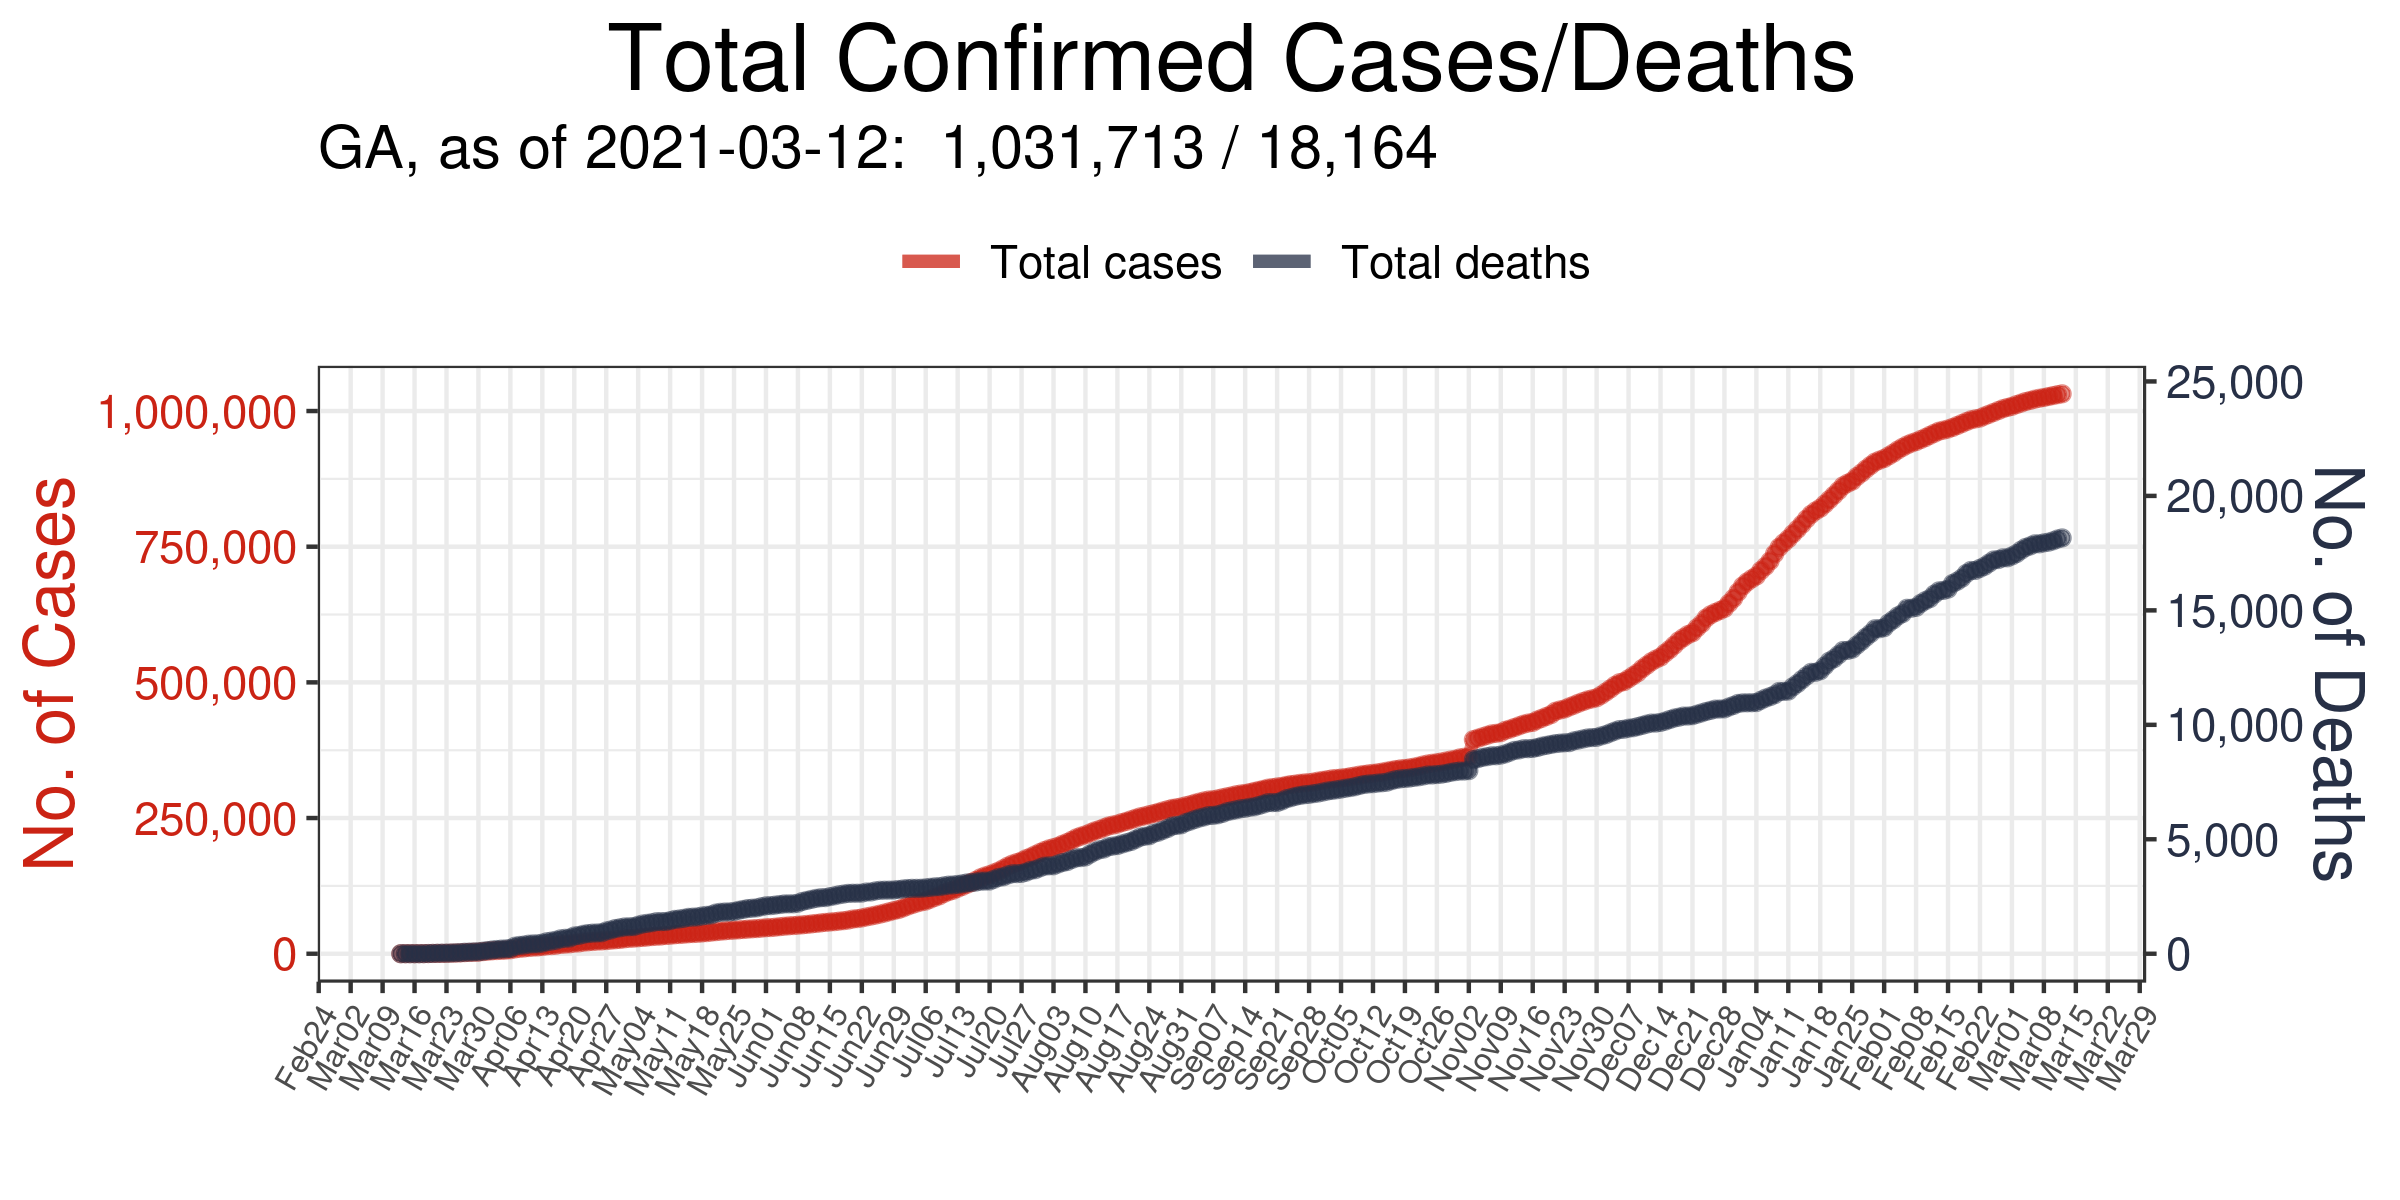 Total Confirmed Cases/Deaths
GA, as of 2021-03-12:  1,031,713 / 18,164
Total cases
Total deaths
No. of Cases
1,000,000
750,000
500,000
250,000
0
25,000
20,000
15,000
10,000
5,000
0
No. of Deaths
Feb24
Mar02
Mar09
Mar16
Mar23
Mar30
Apr06
Apr13
Apr20
Apr27
May04
May11
May18
May25
Jun01
Jun08
Jun15
Jun22
Jun29
Jul06
Jul13
Jul20
Jul27
Aug03
Aug10
Aug17
Aug24
Aug31
Sep07
Sep14
Sep21
Sep28
Oct05
Oct12
Oct19
Oct26
Nov02
Nov09
Nov16
Nov23
Nov30
Dec07
Dec14
Dec21
Dec28
Jan04
Jan11
Jan18
Jan25
Feb01
Feb08
Feb15
Feb22
Mar01
Mar08
Mar15
Mar22
Mar29